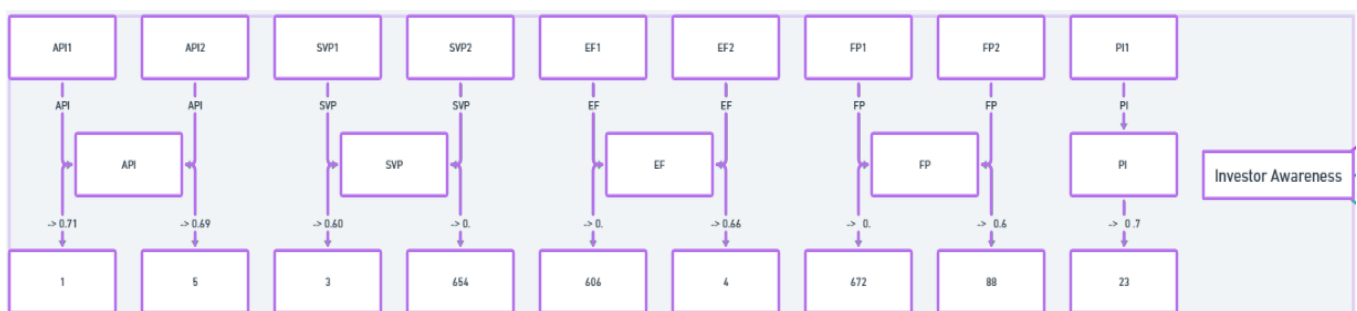 API1 API2 SVP1 SVP2 EF1 EF2 FP1 FP2 PI1
API API SVP SVP EF EF FP FP PI
API SVP EF FP PI Investor Awareness
-> 0.71 -> 0.69 -> 0.60 -> 0. -> 0. -> 0.66 -> 0. -> 0.6 -> 0 .7
1 5 3 654 606 4 672 88 23